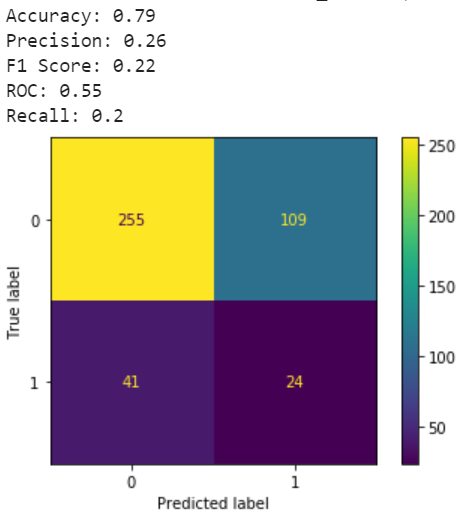 Accuracy: 0.79
Precision: 0.26
F1 Score: 0.22
ROC: 0.55
Recall: 0.2
250
0
255
109
200
True label
150
100
1
41
24
50
0
1
Predicted label